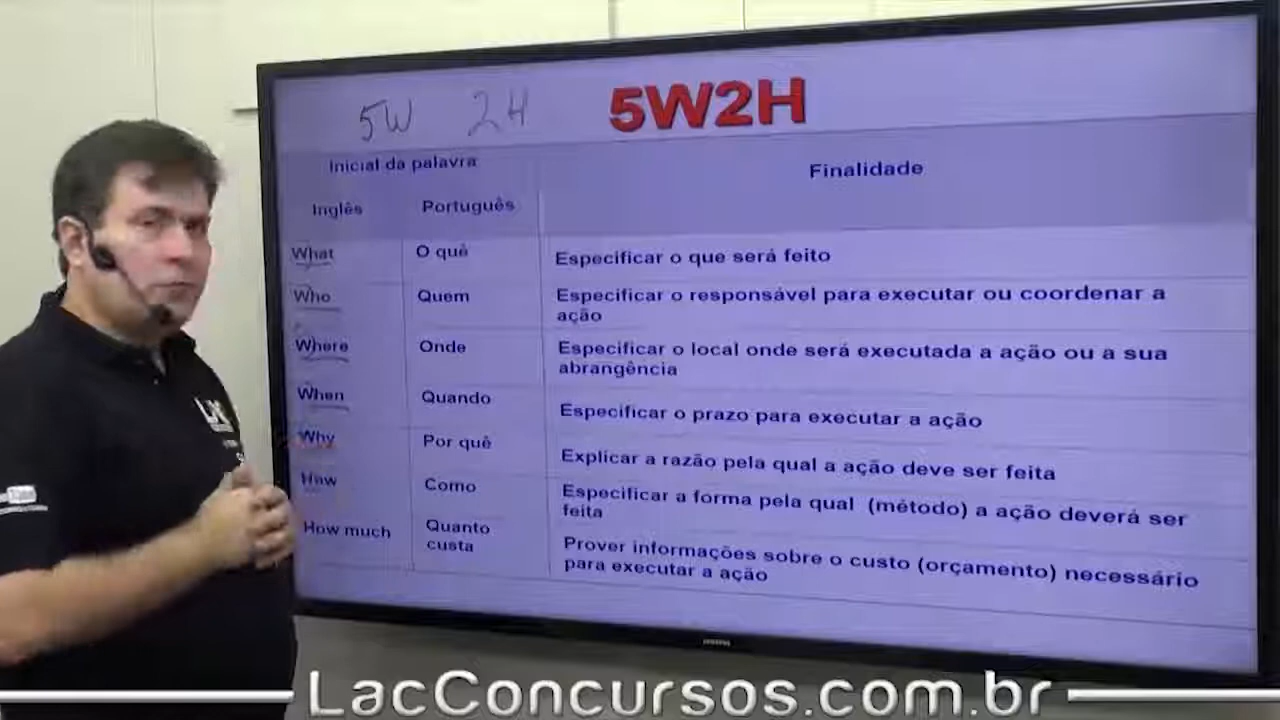 5W 2H 5W2H
Inicial da palavra Finalidade
Inglês Português
What O quê Especificar o que será feito
Who Quem Especificar o responsável para executar ou coordenar a
ação
Where Onde Especificar o local onde será executada a ação ou a sua
abrangência
When Quando Especificar o prazo para executar a ação
Why Por quê Explicar a razão pela qual a ação deve ser feita
How Como Especificar a forma pela qual (método) a ação deverá ser
feita
How much Quanto
custa Prover informações sobre o custo (orçamento) necessário
para executar a ação
LAC
SAMSUNG
LacConcursos.com.br